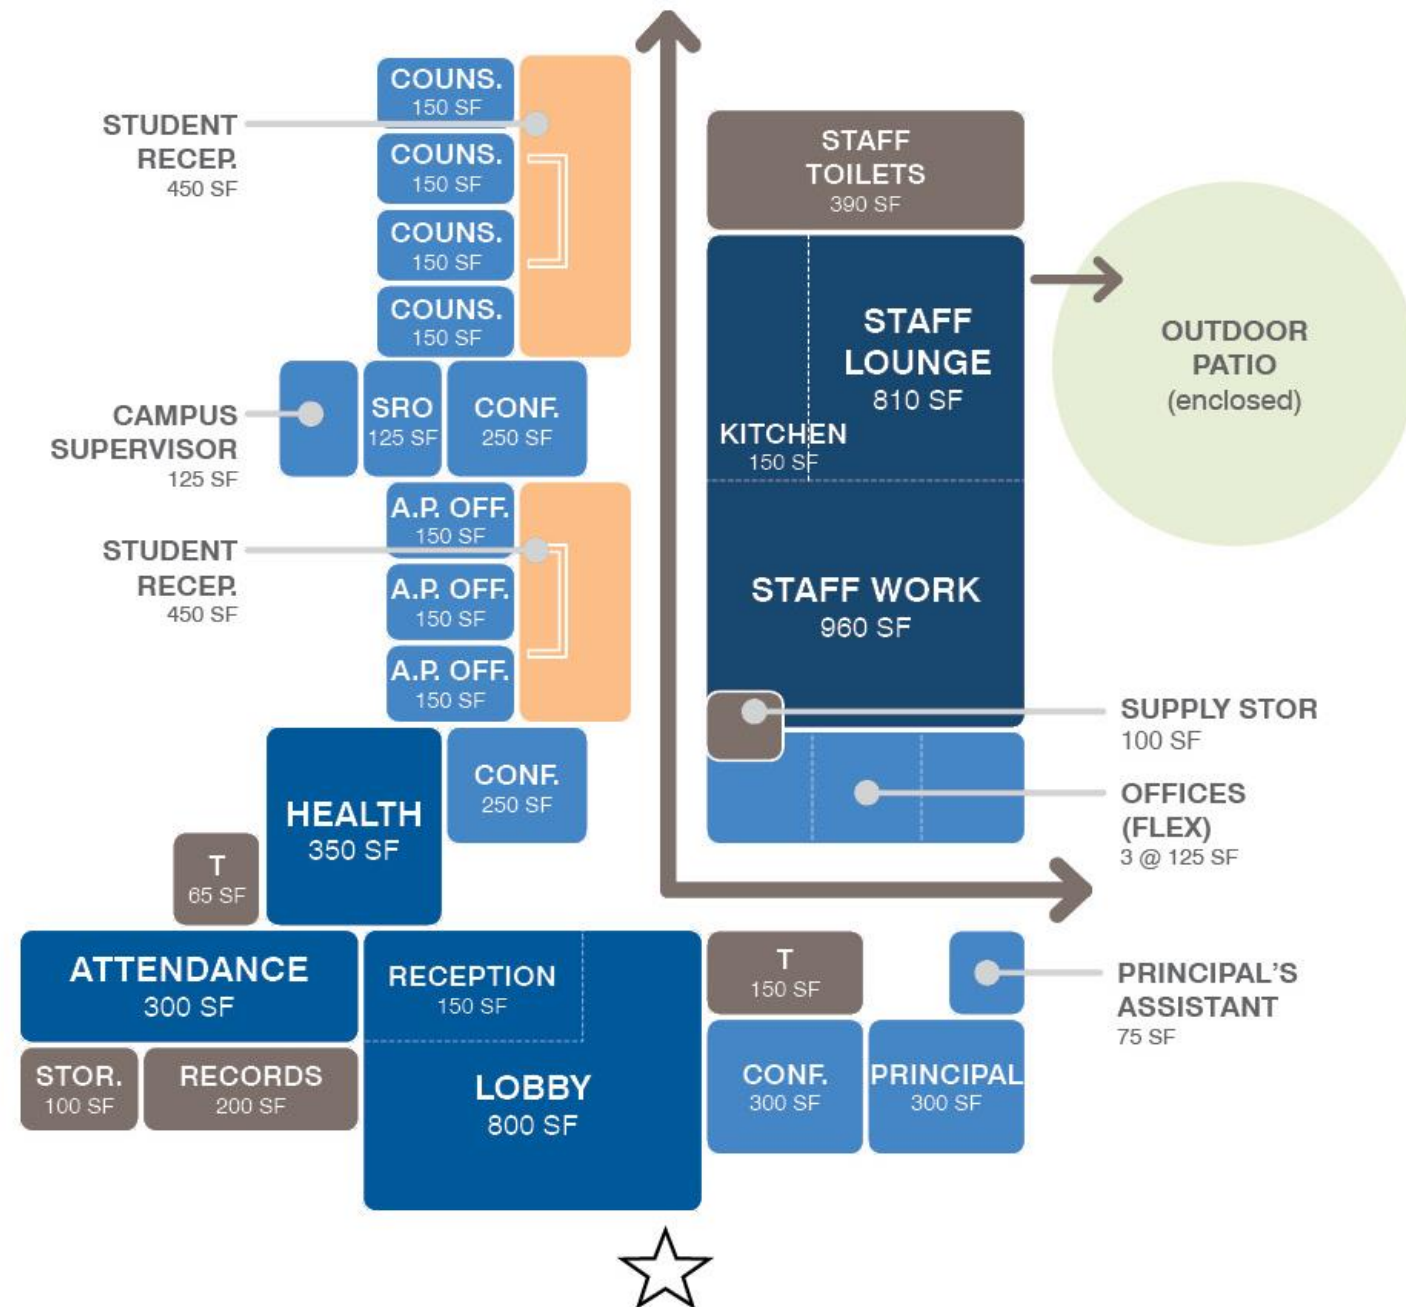 COUNS.
150 SF
STUDENT
RECEP.
450 SF
COUNS.
150 SF
COUNS.
150 SF
COUNS.
150 SF
CAMPUS
SUPERVISOR
125 SF
SRO
125 SF
CONF.
250 SF
A.P. OFF.
150 SF
STUDENT
RECEP.
450 SF
A.P. OFF.
150 SF
A.P. OFF.
150 SF
HEALTH
350 SF
CONF.
250 SF
T
65 SF
ATTENDANCE
300 SF
RECEPTION
150 SF
STOR.
100 SF
RECORDS
200 SF
LOBBY
800 SF
STAFF
TOILETS
390 SF
STAFF
LOUNGE
810 SF
KITCHEN
150 SF
OUTDOOR
PATIO
(enclosed)
STAFF WORK
960 SF
SUPPLY STOR
100 SF
OFFICES
(FLEX)
3 @ 125 SF
T
150 SF
PRINCIPAL'S
ASSISTANT
75 SF
CONF.
300 SF
PRINCIPAL
300 SF